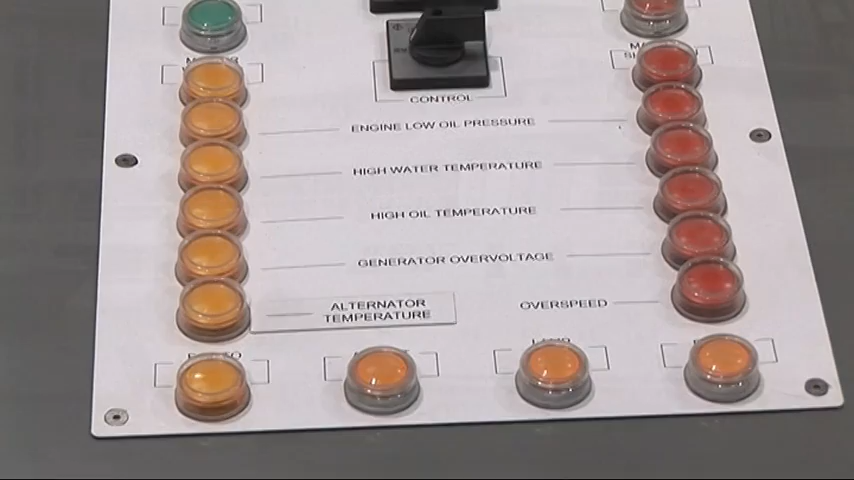 CONTROL
ENGINE LOW OIL PRESSURE
HIGH WATER TEMPERATURE
HIGH OIL TEMPERATURE
GENERATOR OVERVOLTAGE
ALTERNATOR
TEMPERATURE
OVERSPEED